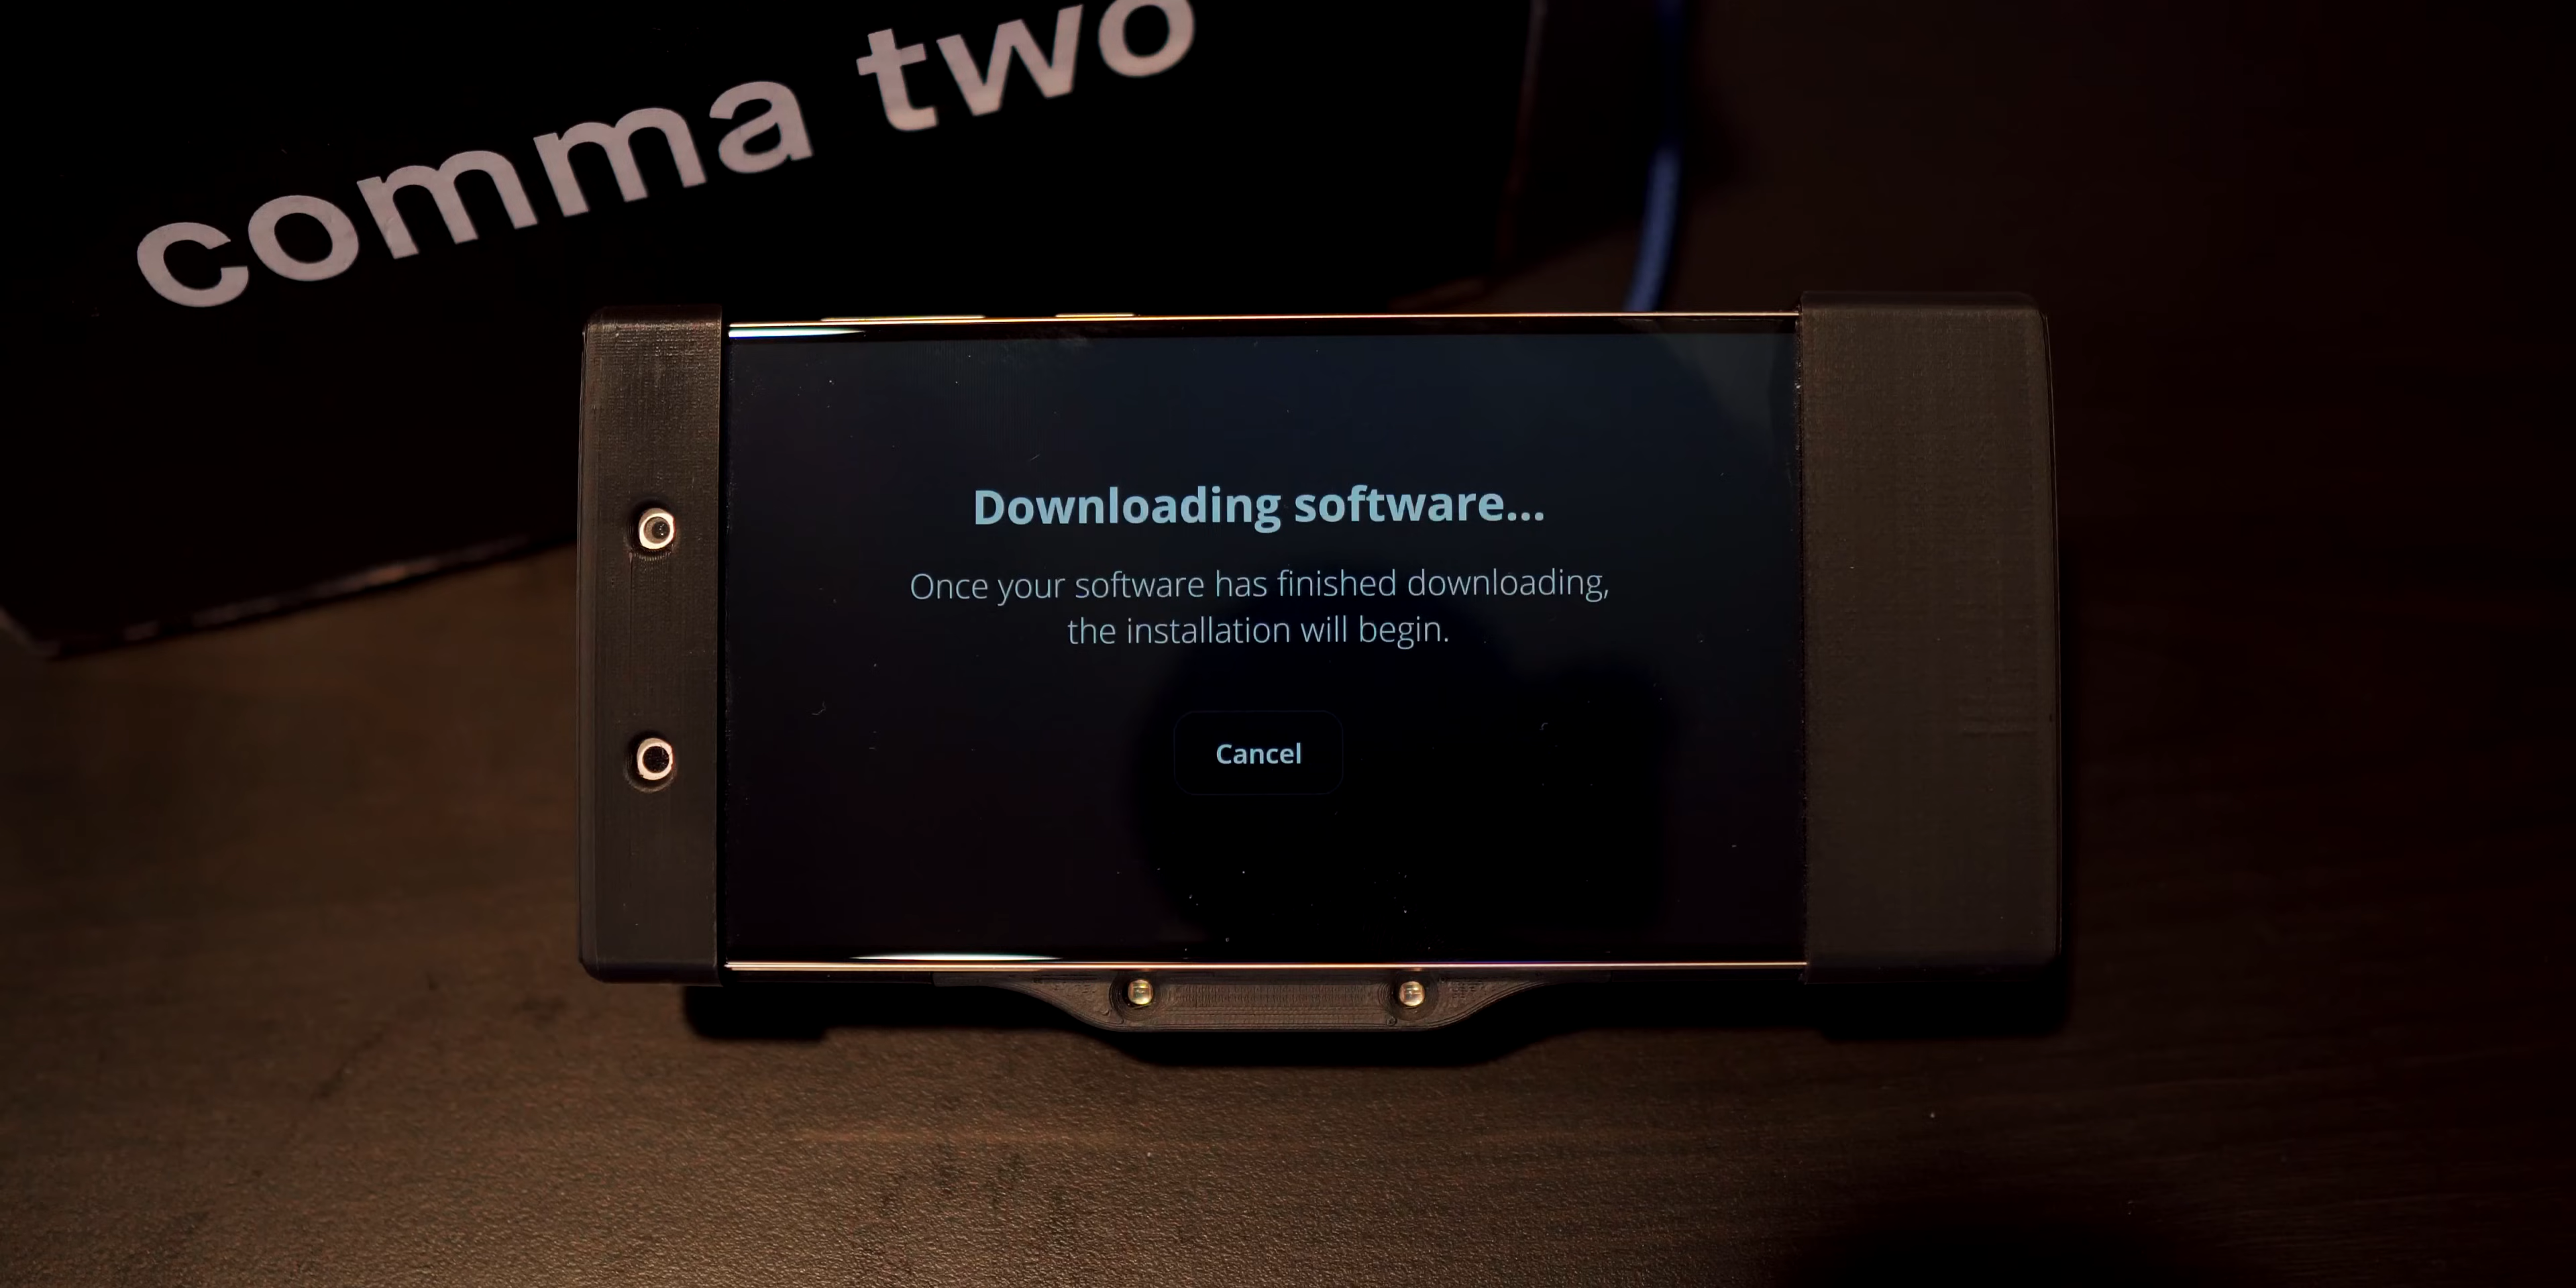 comma two
Downloading software...
Once your software has finished downloading,
the installation will begin.
Cancel